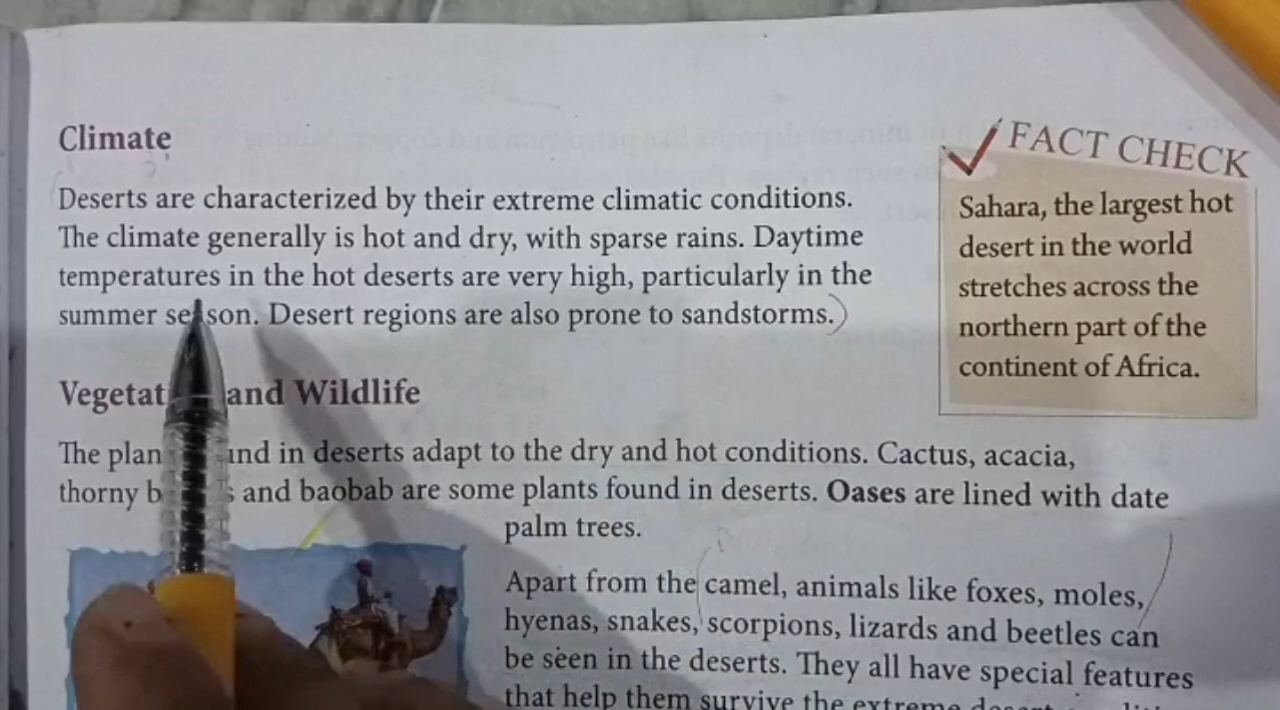 Climate
Deserts are characterized by their extreme climatic conditions.
The climate generally is hot and dry, with sparse rains. Daytime
temperatures in the hot deserts are very high, particularly in the
summer season. Desert regions are also prone to sandstorms.
FACT CHECK
Sahara, the largest hot
desert in the world
stretches across the
northern part of the
continent of Africa.
and Wildlife
The and in deserts adapt to the dry and hot conditions. Cactus, acacia,
thorny and baobab are some plants found in deserts. Oases are lined with date
palm trees.
Apart from the camel, animals like foxes, moles,
hyenas, snakes, scorpions, lizards and beetles can
be seen in the deserts. They all have special features
that help them survive the extreme